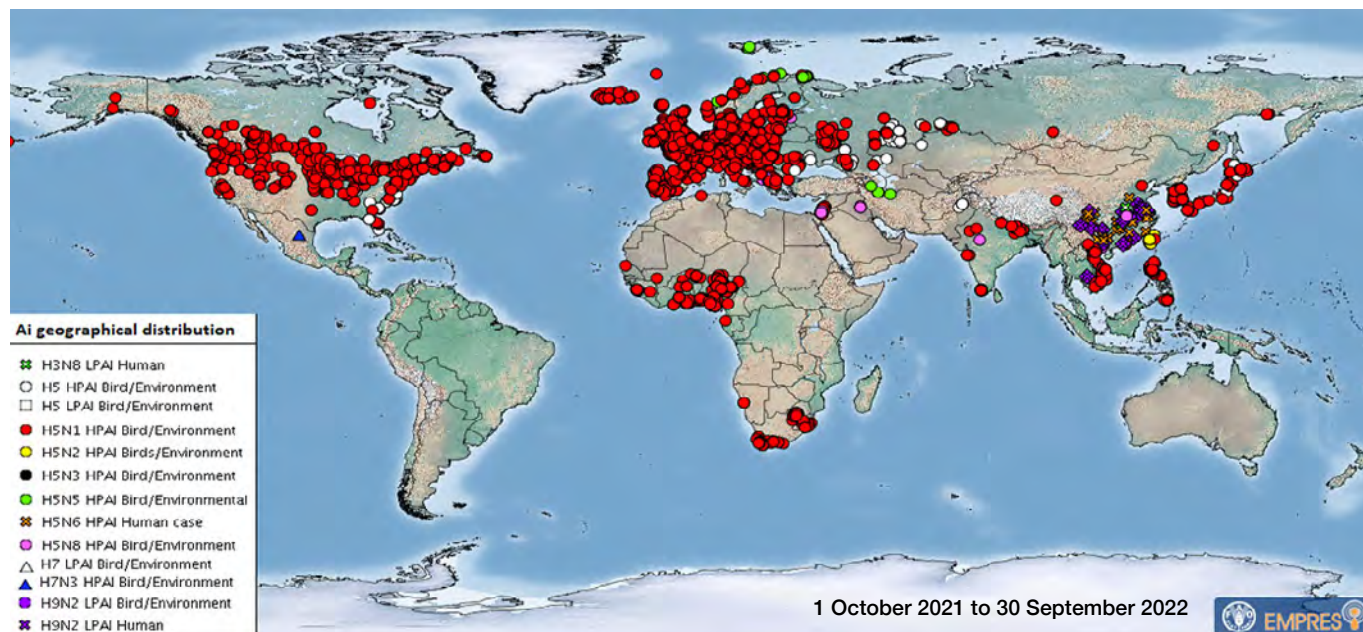 Ai geographical distribution
H3N8 LPAI Human
H5 HPAI Bird/Environment
H5 LPAI Bird/Environment
H5N1 HPAI Bird/Environment
H5N2 HPAI Birds/Environment
H5N3 HPAI Bird/Environment
H5N5 HPAI Bird/Environmental
H5N6 HPAI Human case
H5N8 HPAI Bird/Environment
H7 LPAI Bird/Environment
H7N3 HPAI Bird/Environment
H9N2 LPAI Bird/Environment
H9N2 LPAI Human
1 October 2021 to 30 September 2022
EMPRES